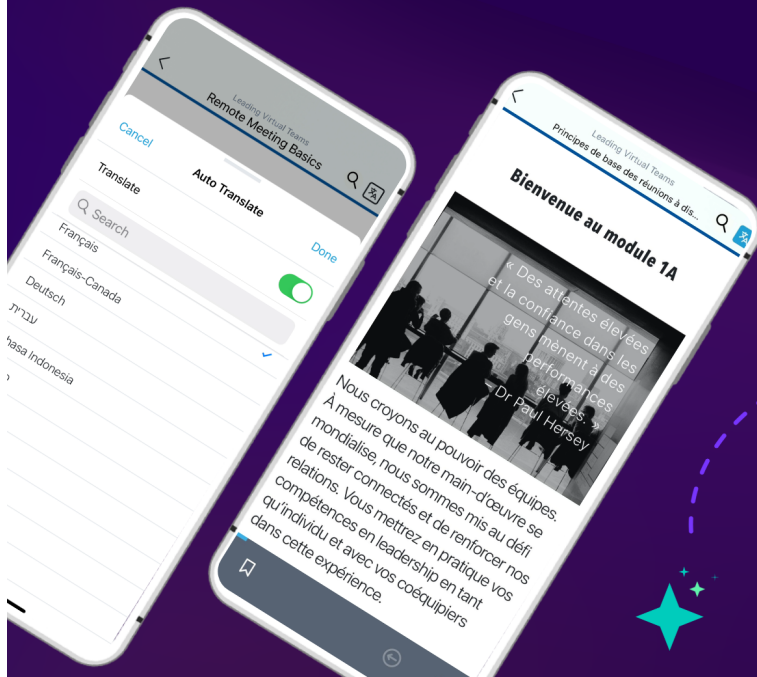 Leading Virtual Teams
Remote Meeting Basics
Cancel
Auto Translate
Done
Translate
Search
Français
Français-Canada
Deutsch
עברית
Indonesia
Leading Virtual Teams
Principes de base des réunions à dis...
Bienvenue au module 1A
« Des attentes élevées
et la confiance dans les
gens mènent à des
performances
élevées. »
- Dr Paul Hersey
Nous croyons au pouvoir des équipes.
À mesure que notre main-d'œuvre se
mondialise, nous sommes mis au défi
de rester connectés et de renforcer nos
relations. Vous mettrez en pratique vos
compétences en leadership en tant
qu'individu et avec vos coéquipiers
dans cette expérience.